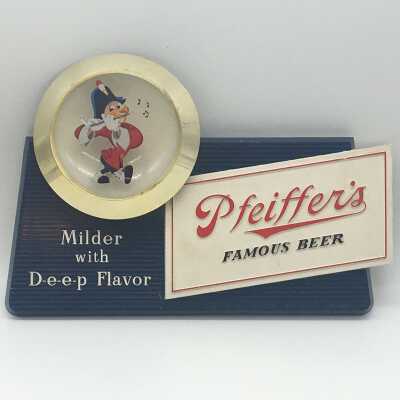 Milder
with
D-e-e-p Flavor
Pfeiffer's
FAMOUS BEER